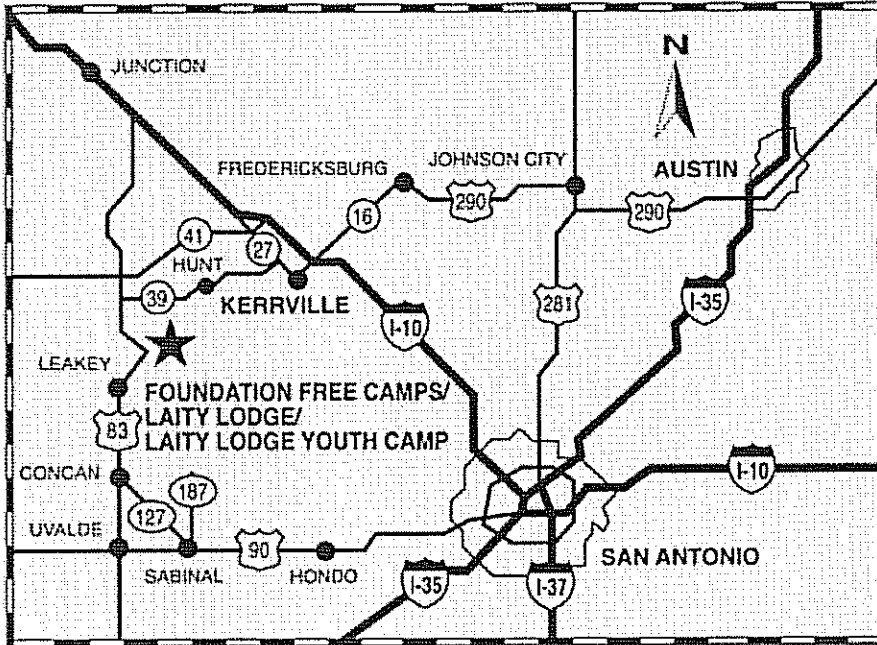 JUNCTION
N
FREDERICKSBURG
JOHNSON CITY
AUSTIN
290
16
290
41
27
HUNT
39
KERRVILLE
I-10
281
I-35
LEAKEY
FOUNDATION FREE CAMPS/
LAITY LODGE/
LAITY LODGE YOUTH CAMP
83
I-10
CONCAN
187
127
UVALDE
90
SABINAL
HONDO
SAN ANTONIO
I-35
I-37